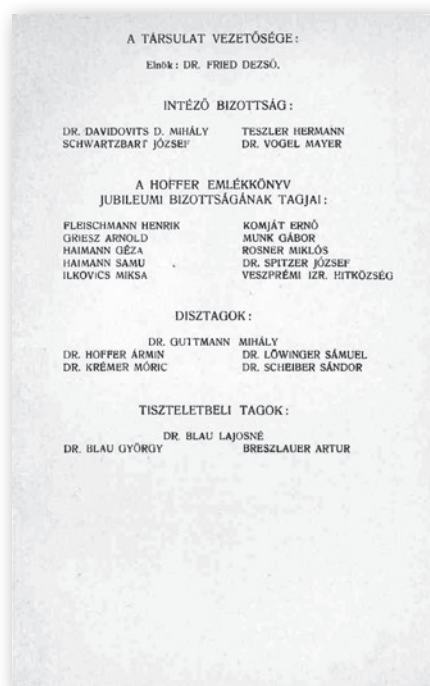 A TÁRSULAT VEZETŐSÉGE:
Elnök: DR. FRIED DEZSŐ.
INTÉZŐ BIZOTTSÁG:
DR. DAVIDOVITS D. MIHÁLY TESZLER HERMANN
SCHWARTZBART JÓZSEF DR. VOGEL MAYER
A HOFFER EMLÉKKÖNYV
JUBILEUMI BIZOTTSÁGÁNAK TAGJAI:
FLEISCHMANN HENRIK KOMJÁT ERNŐ
GRIESZ ARNOLD MUNK GÁBOR
HAIMANN GÉZA ROSNER MIKLÓS
HAIMANN SAMU DR. SPITZER JÓZSEF
ILKOVICS MIKSA VESZPRÉMI IZR. HITKÖZSÉG
DISZTAGOK:
DR. GUTTMANN MIHÁLY
DR. HOFFER ÁRMIN DR. LŐWINGER SÁMUEL
DR. KRÉMER MÓRIC DR. SCHEIBER SÁNDOR
TISZTELETBELI TAGOK:
DR. BLAU LAJOSNÉ
DR. BLAU GYÖRGY BRESZLAUER ARTUR